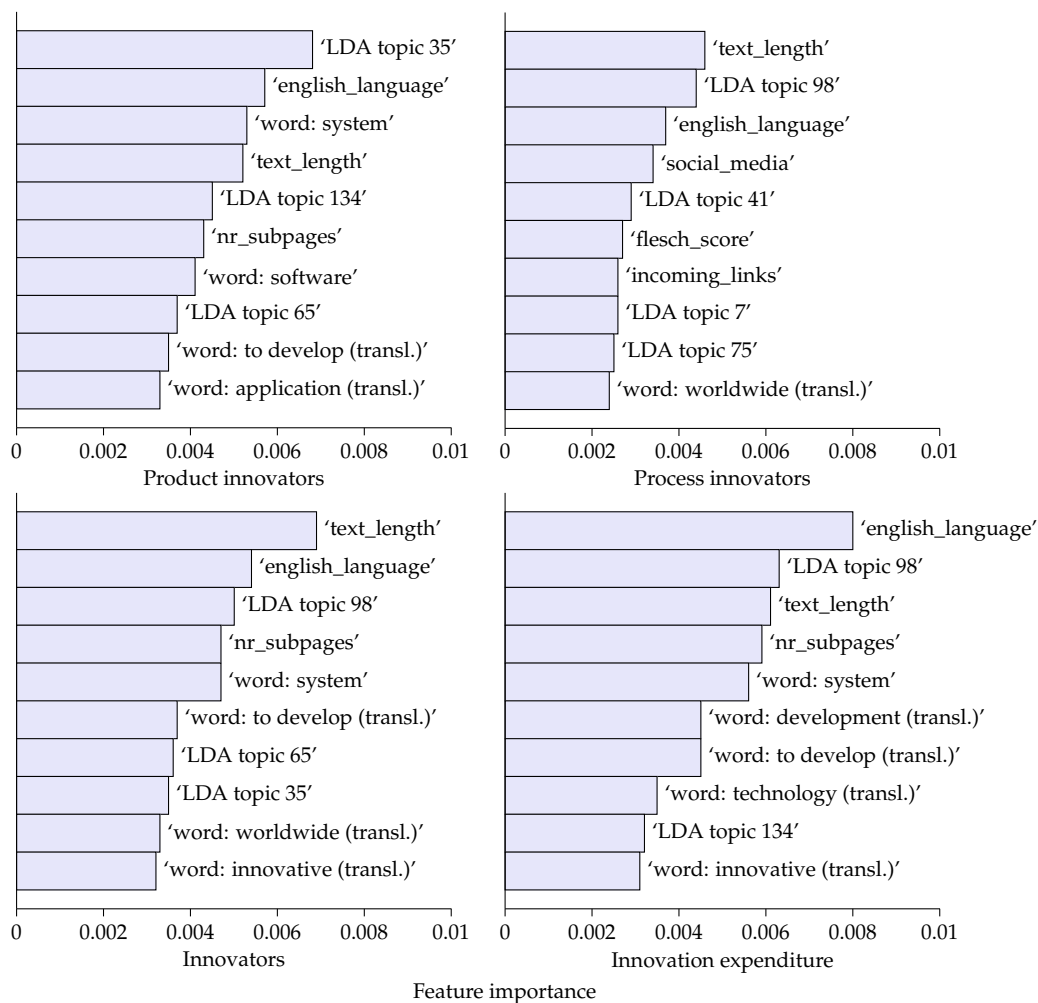 ‘LDA topic 35’
‘english_language’
‘word: system’
‘text_length’
‘LDA topic 134’
‘nr_subpages’
‘word: software’
‘LDA topic 65’
‘word: to develop (transl.)’
‘word: application (transl.)’
0 0.002 0.004 0.006 0.008 0.01
Product innovators
‘text_length’
‘LDA topic 98’
‘english_language’
‘social_media’
‘LDA topic 41’
‘flesch_score’
‘incoming_links’
‘LDA topic 7’
‘LDA topic 75’
‘word: worldwide (transl.)’
0 0.002 0.004 0.006 0.008 0.01
Process innovators
‘text_length’
‘english_language’
‘LDA topic 98’
‘nr_subpages’
‘word: system’
‘word: to develop (transl.)’
‘LDA topic 65’
‘LDA topic 35’
‘word: worldwide (transl.)’
‘word: innovative (transl.)’
0 0.002 0.004 0.006 0.008 0.01
Innovators
‘english_language’
‘LDA topic 98’
‘text_length’
‘nr_subpages’
‘word: system’
‘word: development (transl.)’
‘word: to develop (transl.)’
‘word: technology (transl.)’
‘LDA topic 134’
‘word: innovative (transl.)’
0 0.002 0.004 0.006 0.008 0.01
Innovation expenditure
Feature importance